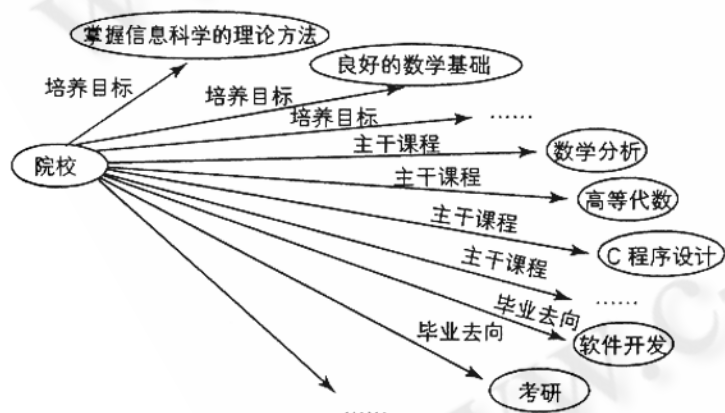 掌握信息科学的理论方法
培养目标
良好的数学基础
培养目标
培养目标
……
院校
主干课程
数学分析
主干课程
高等代数
主干课程
C 程序设计
主干课程
……
毕业去向
软件开发
毕业去向
考研
……